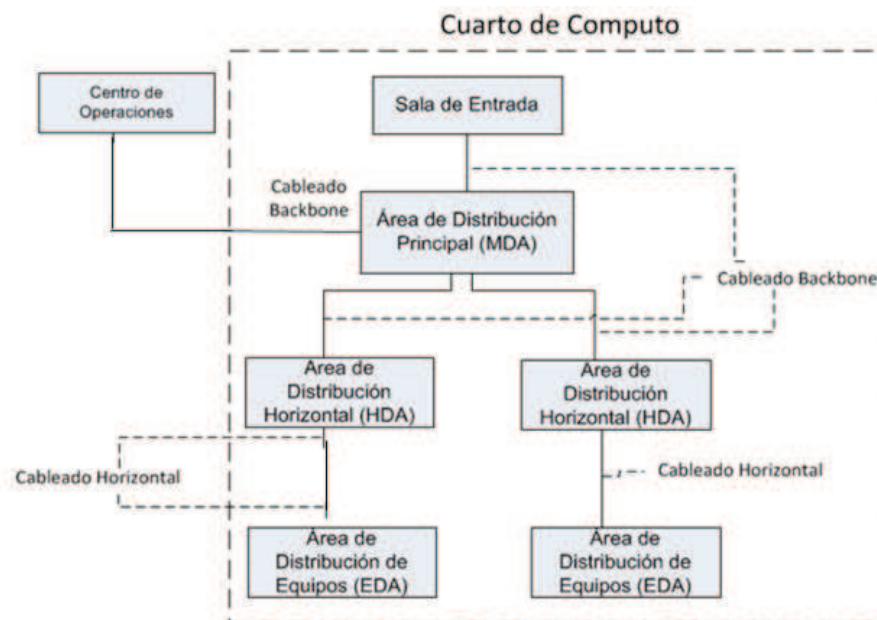 Cuarto de Computo
Centro de
Operaciones
Sala de Entrada
Cableado
Backbone
Área de Distribución
Principal (MDA)
Cableado Backbone
Área de
Distribución
Horizontal (HDA)
Área de
Distribución
Horizontal (HDA)
Cableado Horizontal
Cableado Horizontal
Área de
Distribución de
Equipos (EDA)
Área de
Distribución de
Equipos (EDA)